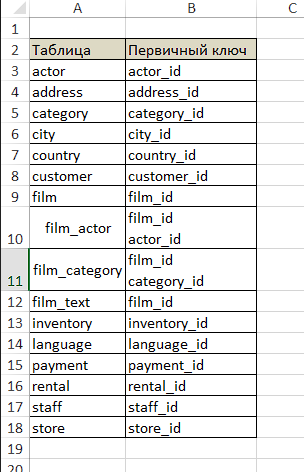 A B C
1
2 Таблица Первичный ключ
3 actor actor_id
4 address address_id
5 category category_id
6 city city_id
7 country country_id
8 customer customer_id
9 film film_id
film_id
10 film_actor actor_id
film_id
11 film_category category_id
12 film_text film_id
13 inventory inventory_id
14 language language_id
15 payment payment_id
16 rental rental_id
17 staff staff_id
18 store store_id
19
20